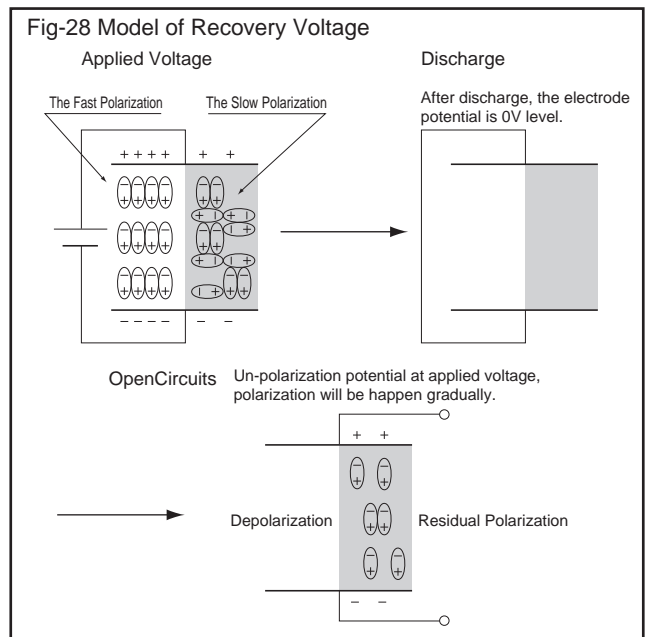 Fig-28 Model of Recovery Voltage
Applied Voltage
Discharge
The Fast Polarization
The Slow Polarization
After discharge, the electrode
potential is 0V level.
+ + + + + +
− − − − − −
OpenCircuits
Un-polarization potential at applied voltage,
polarization will be happen gradually.
+ +
Depolarization
Residual Polarization
− −